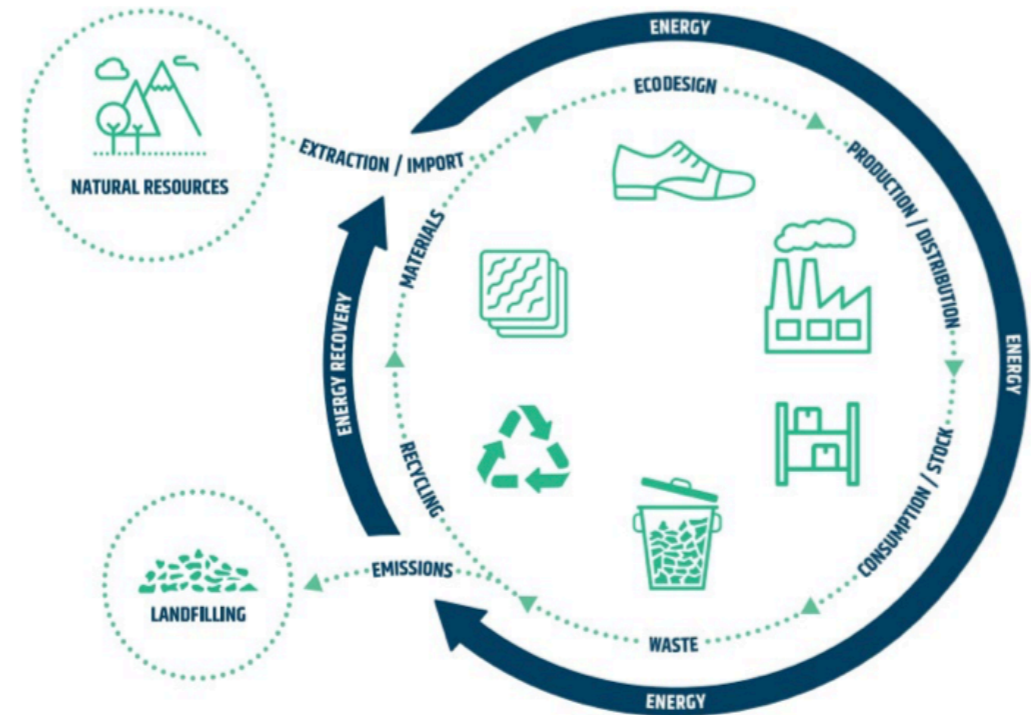 ENERGY
ECODESIGN
EXTRACTION / IMPORT
NATURAL RESOURCES
PRODUCTION / DISTRIBUTION
MATERIALS
ENERGY RECOVERY
ENERGY
RECYCLING
CONSUMPTION / STOCK
EMISSIONS
LANDFILLING
WASTE
ENERGY